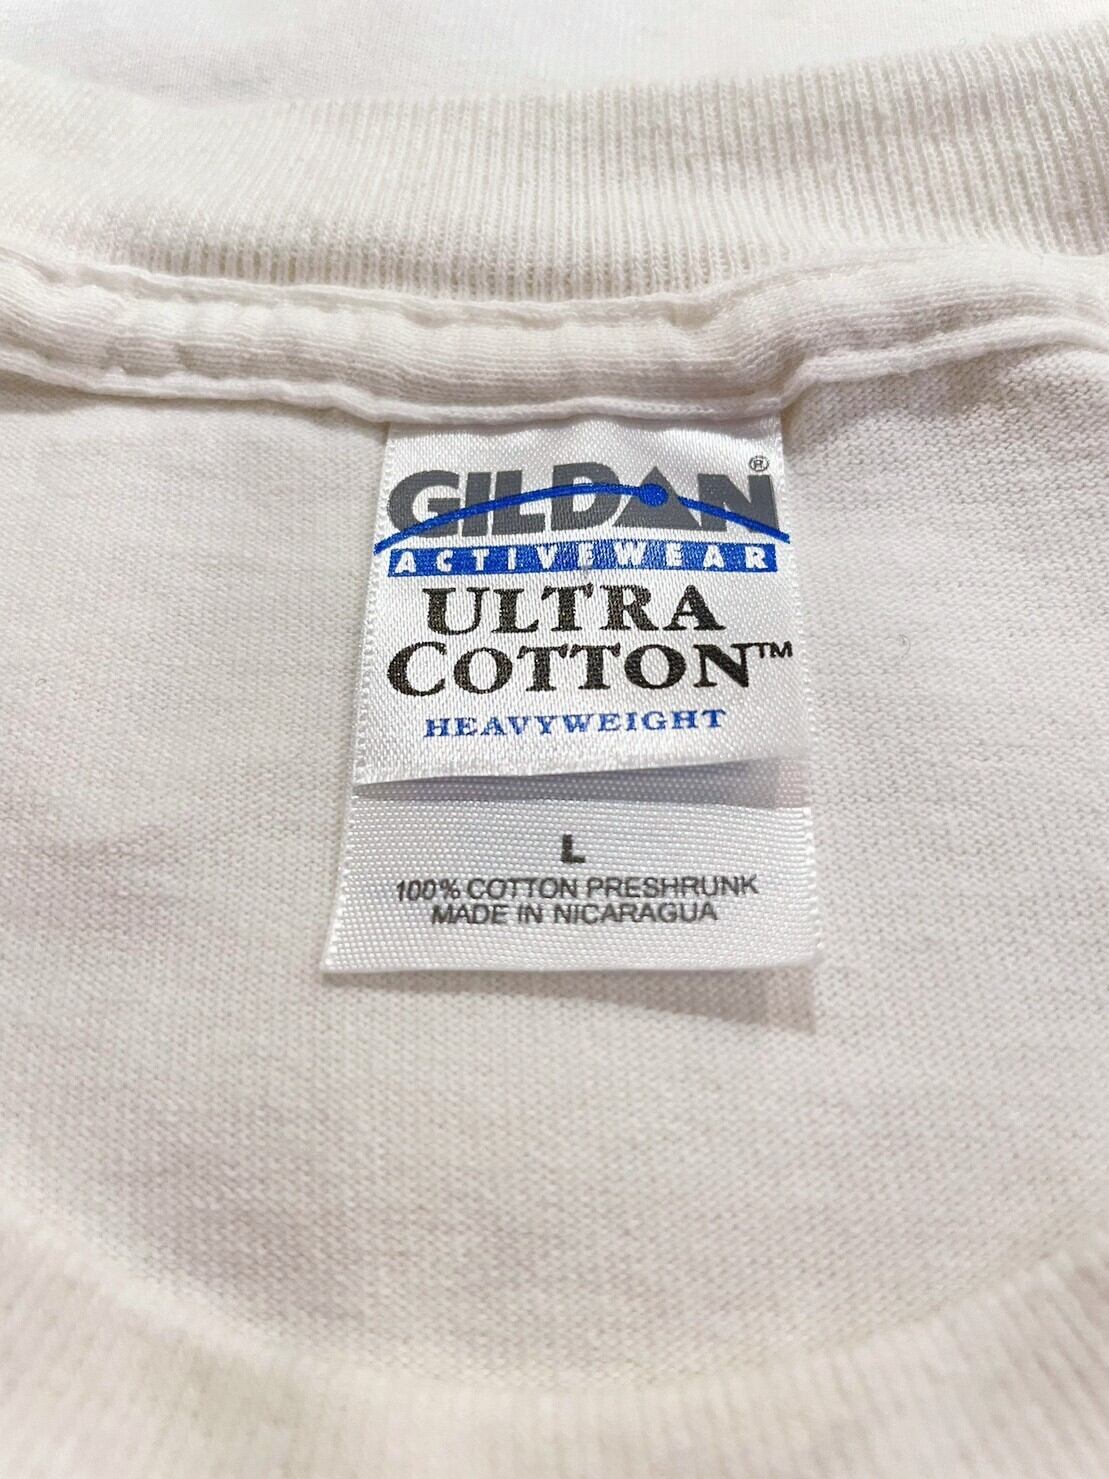 GILDAN®
ACTIVEWEAR
ULTRA
COTTON™
HEAVYWEIGHT
L
100% COTTON PRESHRUNK
MADE IN NICARAGUA